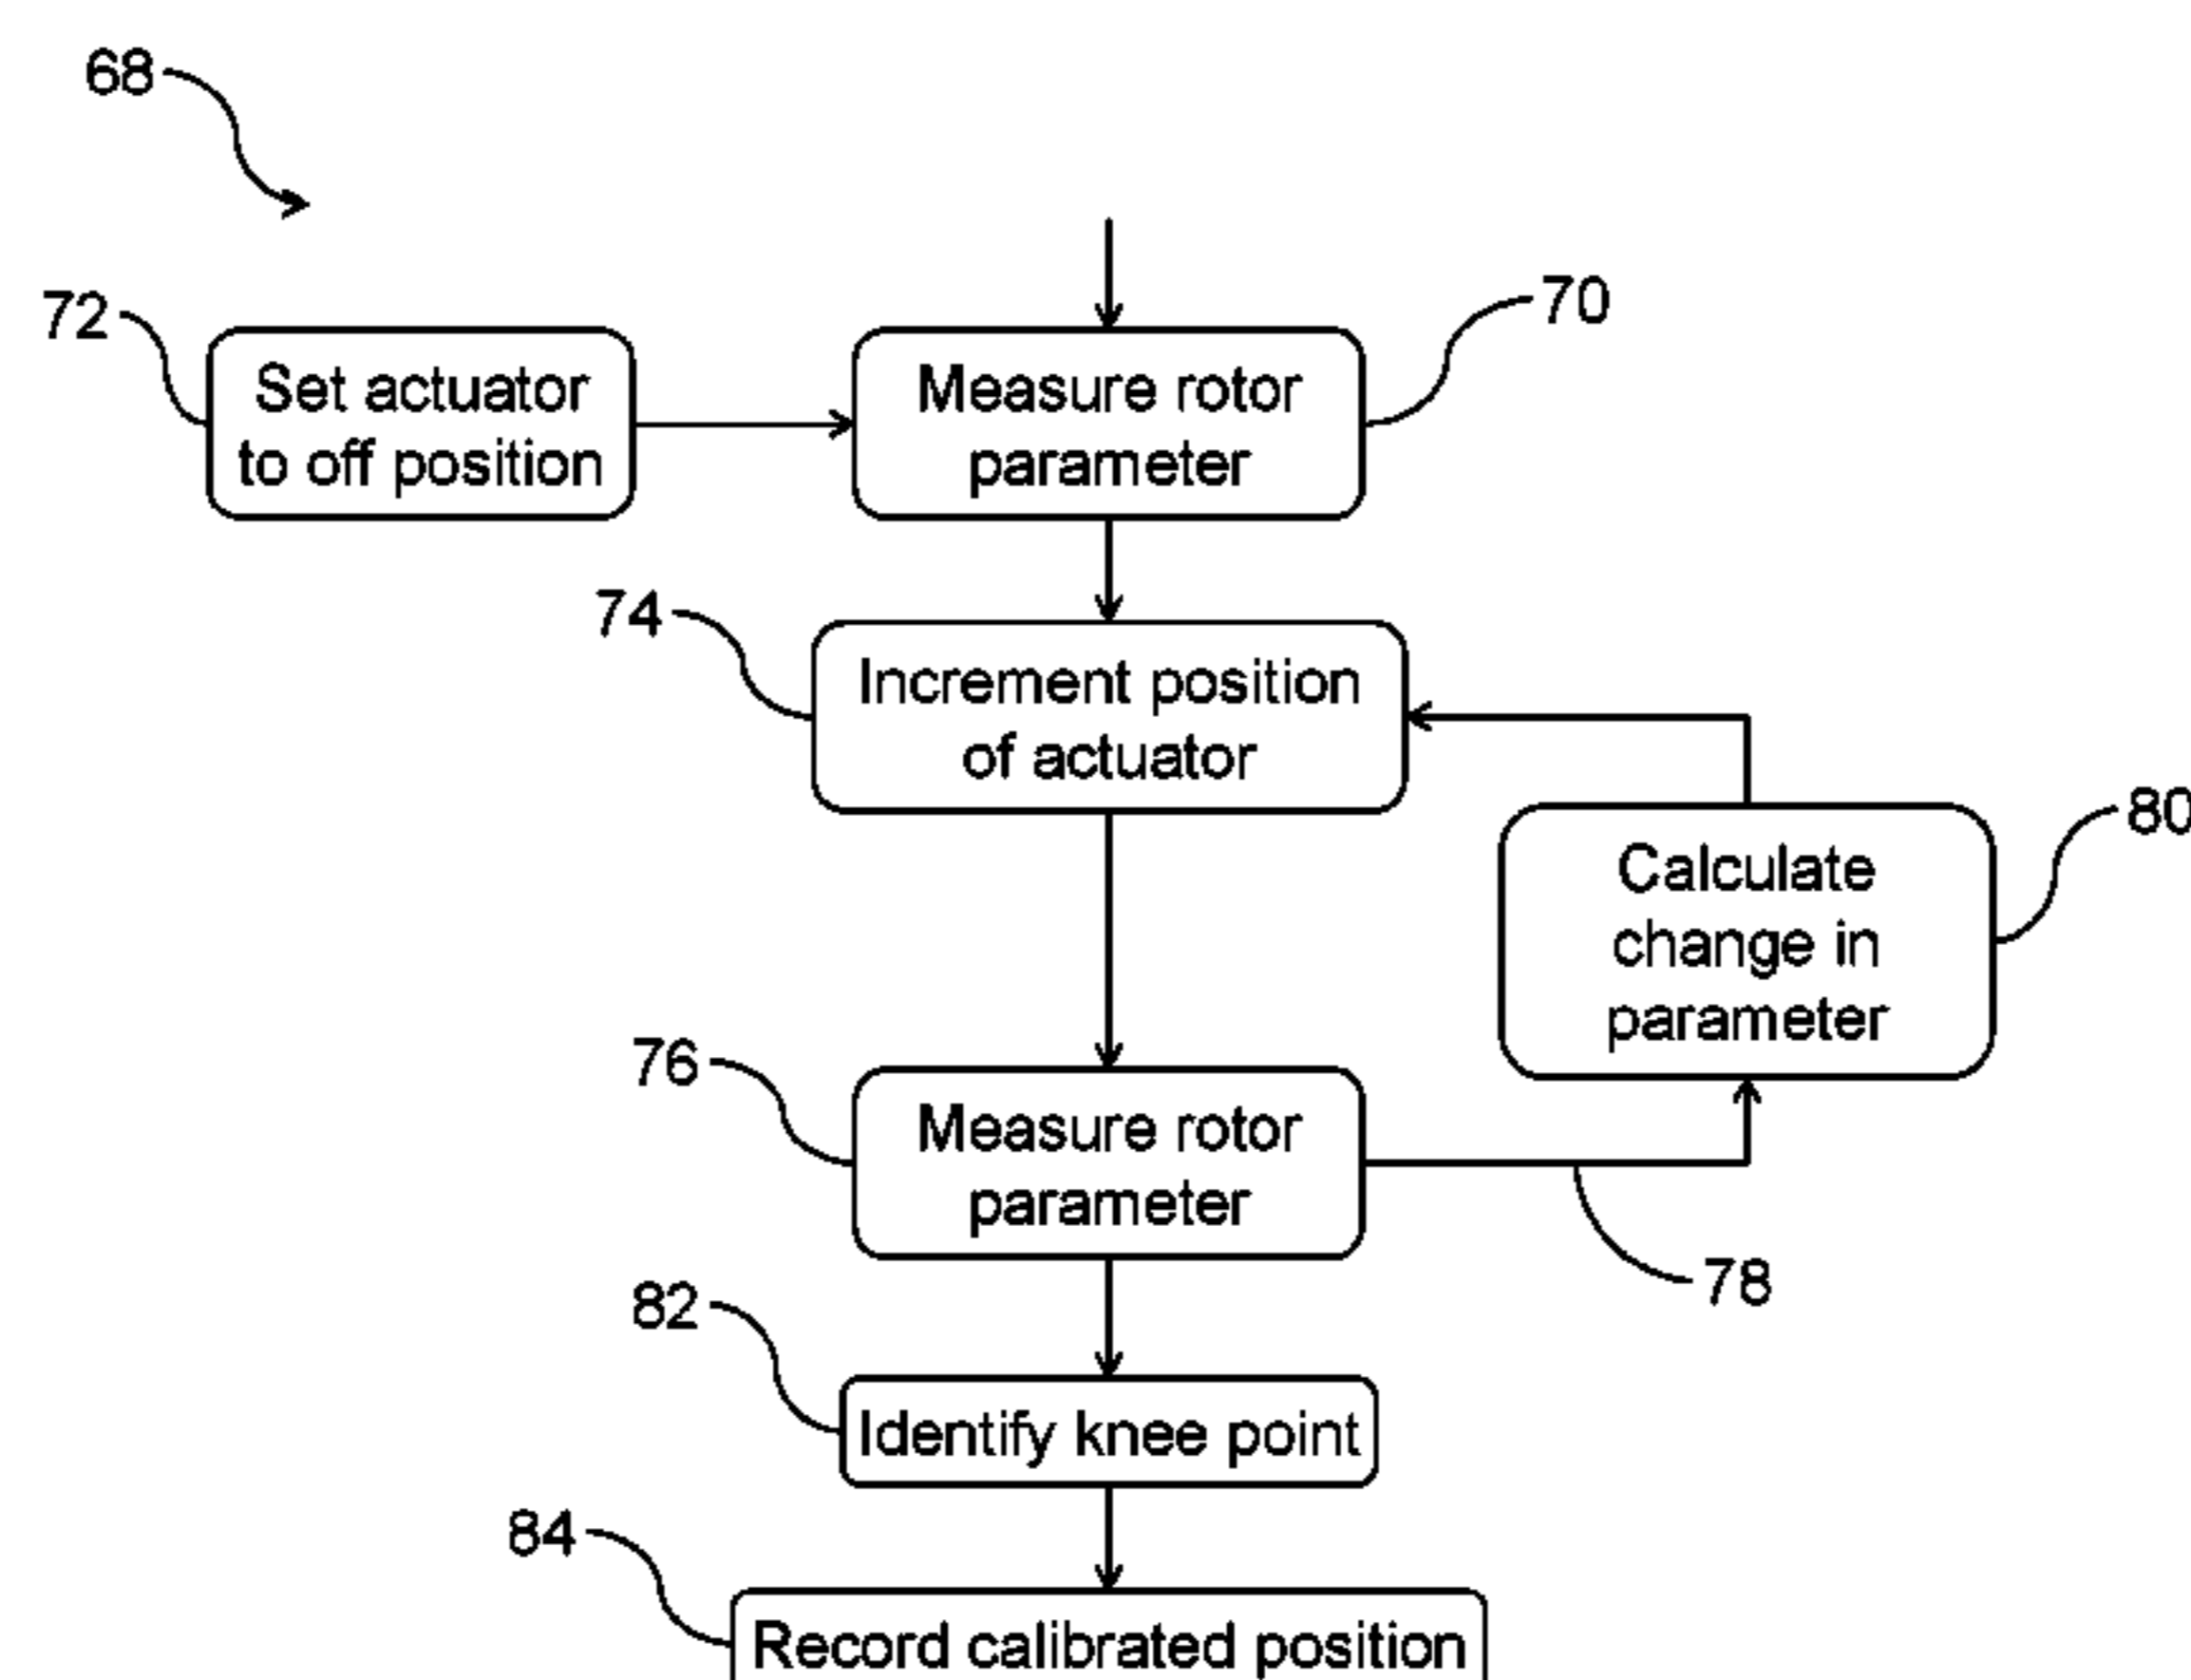 68
72
70
Set actuator
to off position
Measure rotor
parameter
74
Increment position
of actuator
80
Calculate
change in
parameter
76
Measure rotor
parameter
78
82
Identify knee point
84
Record calibrated position